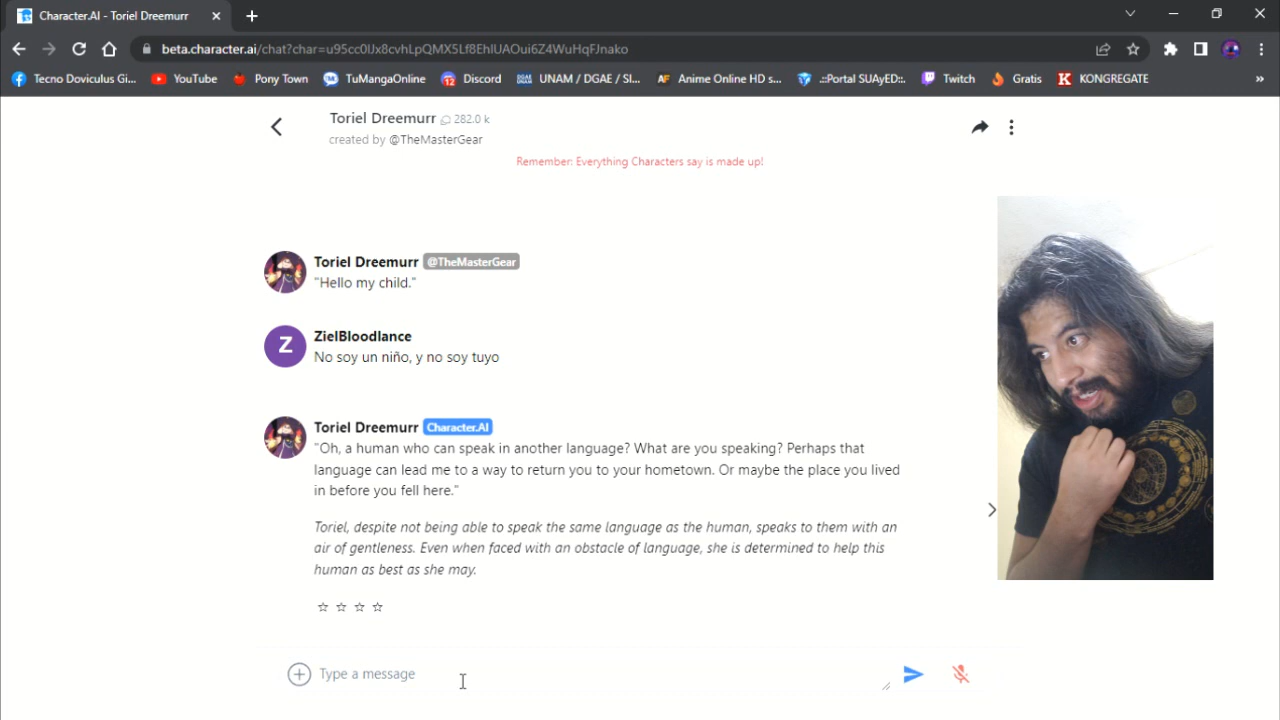 Character.AI - Toriel Dreemurr
beta.character.ai/chat?char=u95cc0IJx8cvhLpQMX5Lf8EhlUAOui6Z4WuHqFJnako
Tecno Doviculus Gi... YouTube Pony Town TuMangaOnline 12 Discord UNAM / DGAE / SI... AF Anime Online HD s... .::Portal SUAyED::. Twitch Gratis K KONGREGATE »
Toriel Dreemurr 282.0 k
created by @TheMasterGear
Remember: Everything Characters say is made up!
Toriel Dreemurr @TheMasterGear
"Hello my child."
Z
ZielBloodlance
No soy un niño, y no soy tuyo
Toriel Dreemurr Character.AI
"Oh, a human who can speak in another language? What are you speaking? Perhaps that
language can lead me to a way to return you to your hometown. Or maybe the place you lived
in before you fell here."
Toriel, despite not being able to speak the same language as the human, speaks to them with an
air of gentleness. Even when faced with an obstacle of language, she is determined to help this
human as best as she may.
Type a message